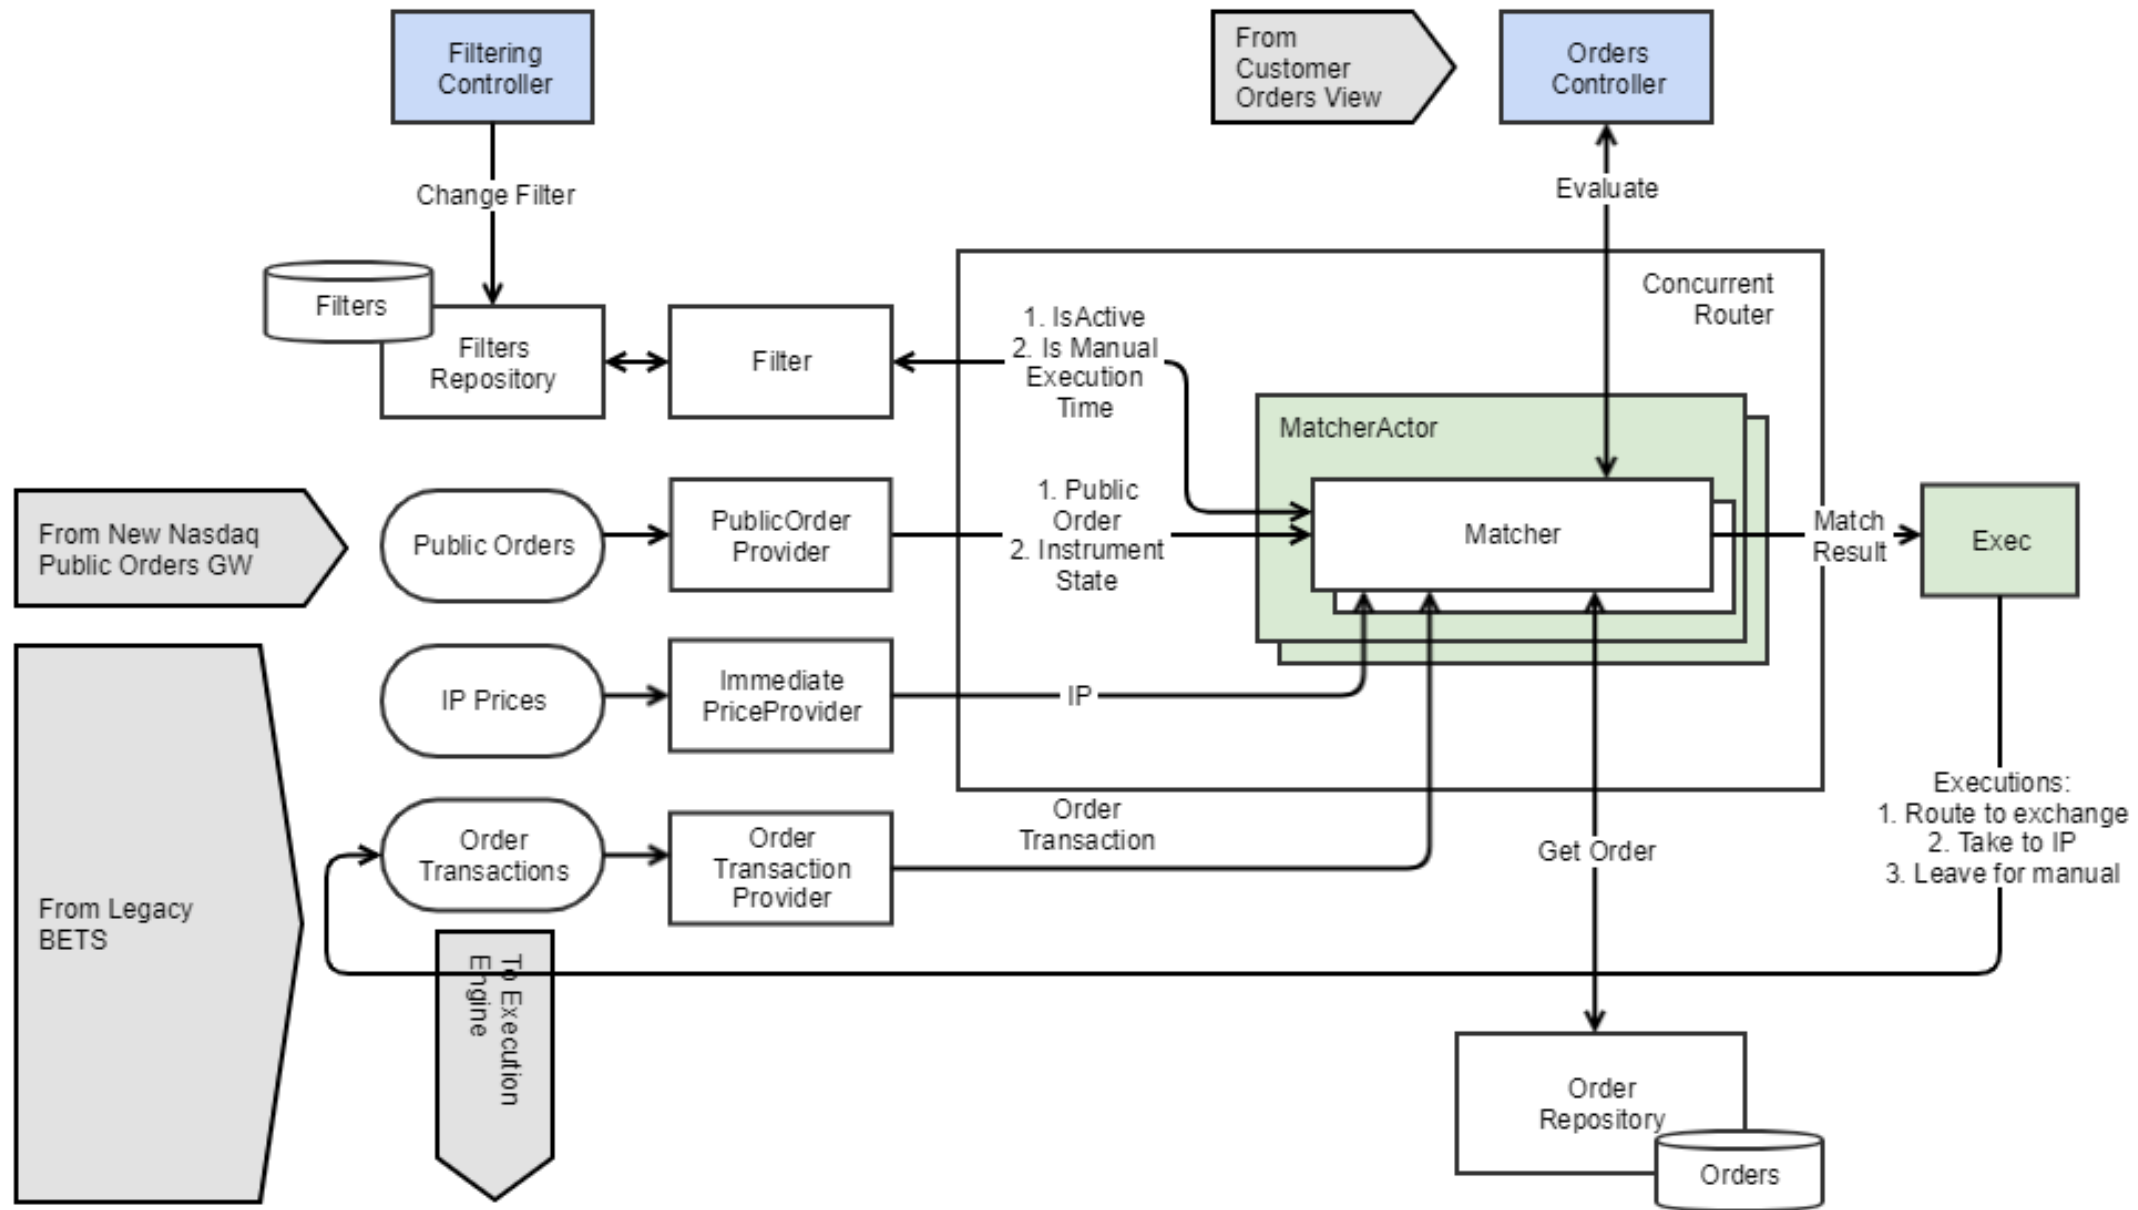 Filtering
Controller
From
Customer
Orders View
Orders
Controller
Change Filter
Evaluate
Filters
Filters
Repository
Filter
1. IsActive
2. Is Manual
Execution
Time
Concurrent
Router
MatcherActor
From New Nasdaq
Public Orders GW
Public Orders
PublicOrder
Provider
1. Public
Order
2. Instrument
State
Matcher
Match
Result
Exec
IP Prices
Immediate
PriceProvider
IP
From Legacy
BETS
Order
Transactions
Order
Transaction
Provider
Order
Transaction
Get Order
Executions:
1. Route to exchange
2. Take to IP
3. Leave for manual
To Execution
Engine
Order
Repository
Orders